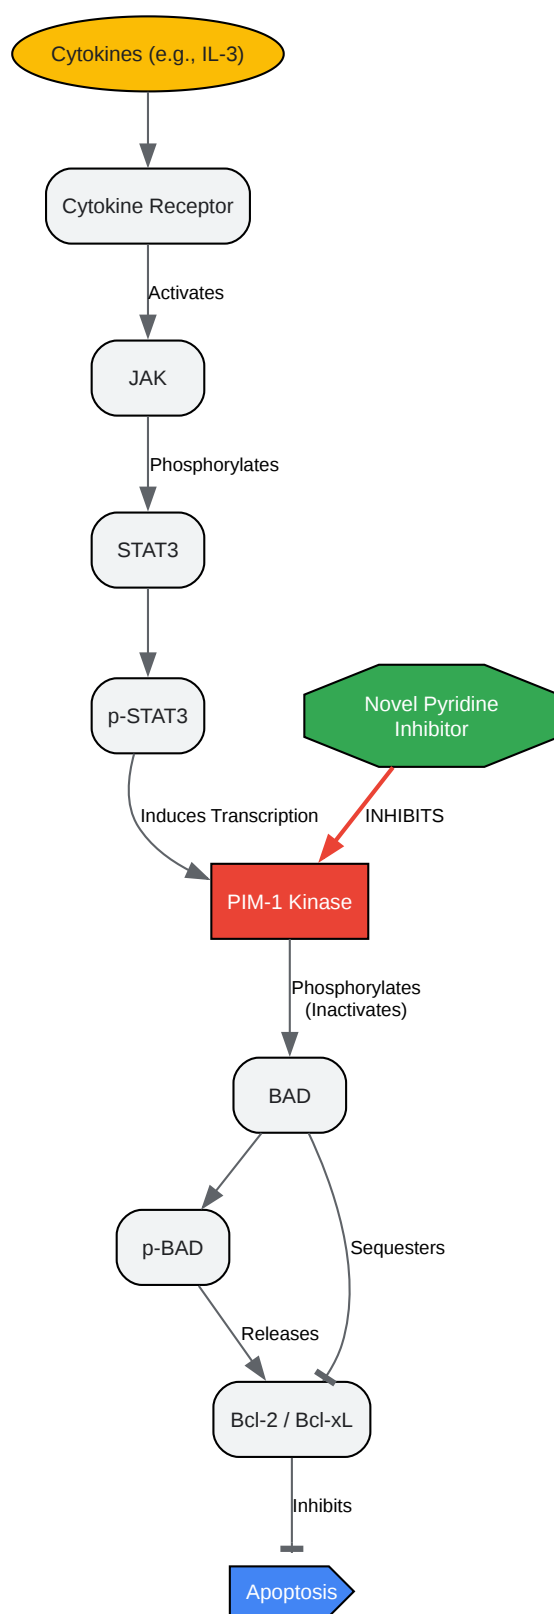 Cytokines (e.g., IL-3)
Cytokine Receptor
Activates
JAK
Phosphorylates
STAT3
p-STAT3
Novel Pyridine
Inhibitor
Induces Transcription
INHIBITS
PIM-1 Kinase
Phosphorylates
(Inactivates)
BAD
p-BAD
Sequesters
Releases
Bcl-2 / Bcl-xL
Inhibits
Apoptosis